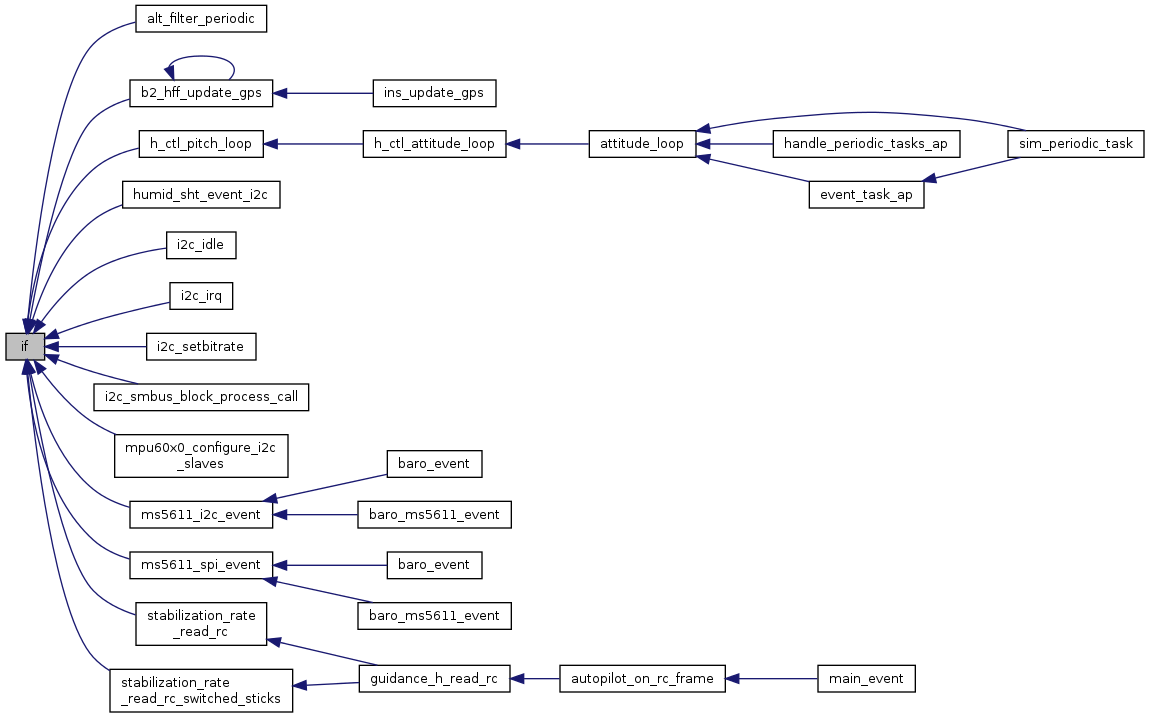 alt_filter_periodic
b2_hff_update_gps
ins_update_gps
h_ctl_pitch_loop
h_ctl_attitude_loop
attitude_loop
handle_periodic_tasks_ap
sim_periodic_task
humid_sht_event_i2c
event_task_ap
i2c_idle
i2c_irq
if
i2c_setbitrate
i2c_smbus_block_process_call
mpu60x0_configure_i2c
_slaves
baro_event
ms5611_i2c_event
baro_ms5611_event
ms5611_spi_event
baro_event
baro_ms5611_event
stabilization_rate
_read_rc
stabilization_rate
_read_rc_switched_sticks
guidance_h_read_rc
autopilot_on_rc_frame
main_event